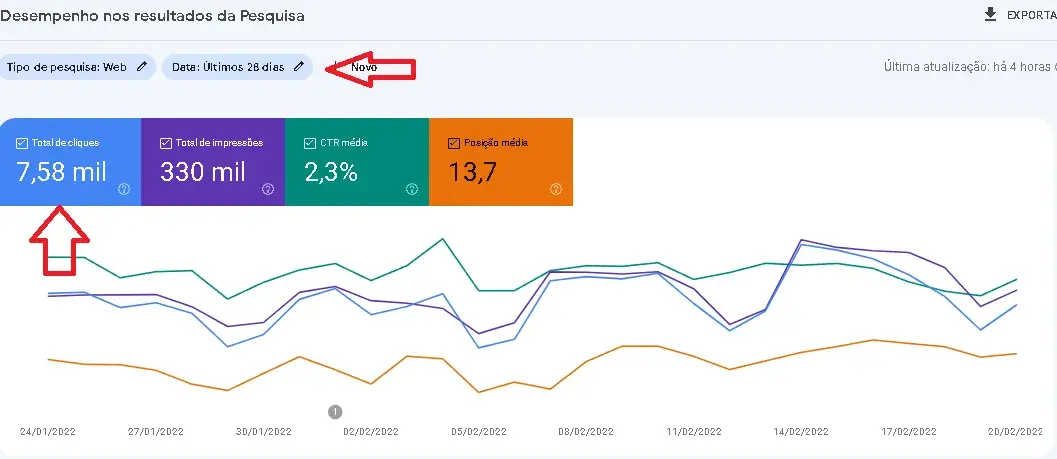 Desempenho nos resultados da Pesquisa
EXPORTA
Tipo de pesquisa: Web
Data: Últimos 28 dias
Novo
Última atualização: há 4 horas
Total de cliques
7,58 mil
Total de impressões
330 mil
CTR média
2,3%
Posição média
13,7
1
24/01/2022
27/01/2022
30/01/2022
02/02/2022
05/02/2022
08/02/2022
11/02/2022
14/02/2022
17/02/2022
20/02/2022